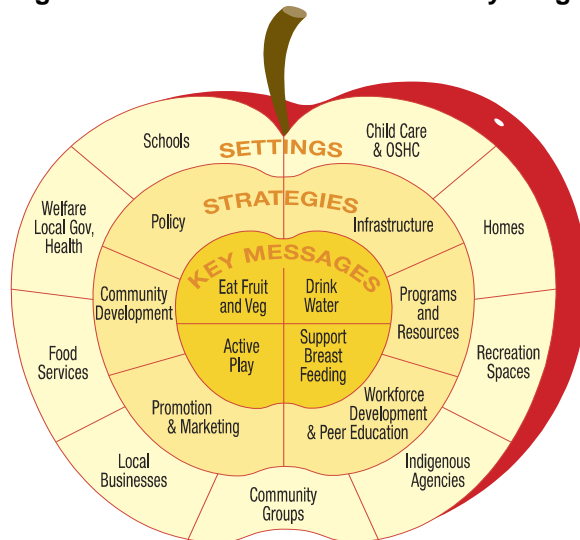 SETTINGS
Schools
Child Care
& OSHC
Welfare
Local Gov,
Health
Homes
Food
Services
Recreation
Spaces
Local
Businesses
Indigenous
Agencies
Community
Groups
STRATEGIES
Policy
Infrastructure
Community
Development
Programs
and
Resources
Promotion
& Marketing
Workforce
Development
& Peer Education
KEY MESSAGES
Eat Fruit
and Veg
Drink
Water
Active
Play
Support
Breast
Feeding